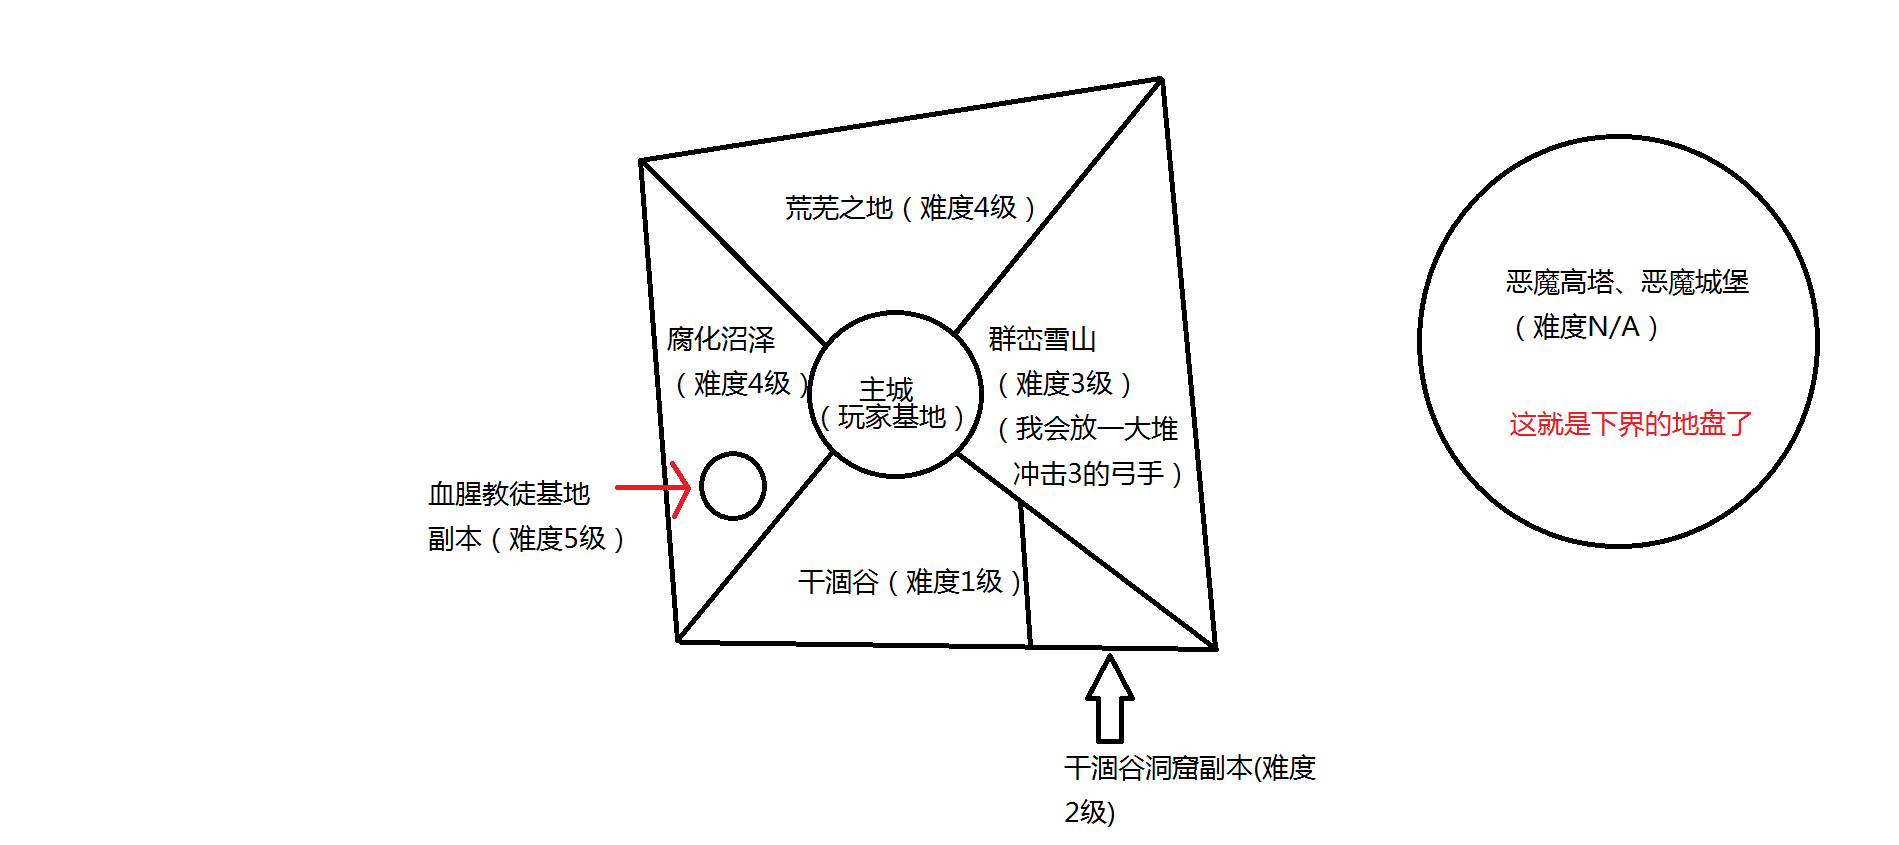 荒芜之地（难度4级）
腐化沼泽
（难度4级）
主城
（玩家基地）
群峦雪山
（难度3级）
（我会放一大堆
冲击3的弓手）
恶魔高塔、恶魔城堡
（难度N/A）
这就是下界的地盘了
血腥教徒基地
副本（难度5级）
干涸谷（难度1级）
干涸谷洞窟副本(难度
2级)